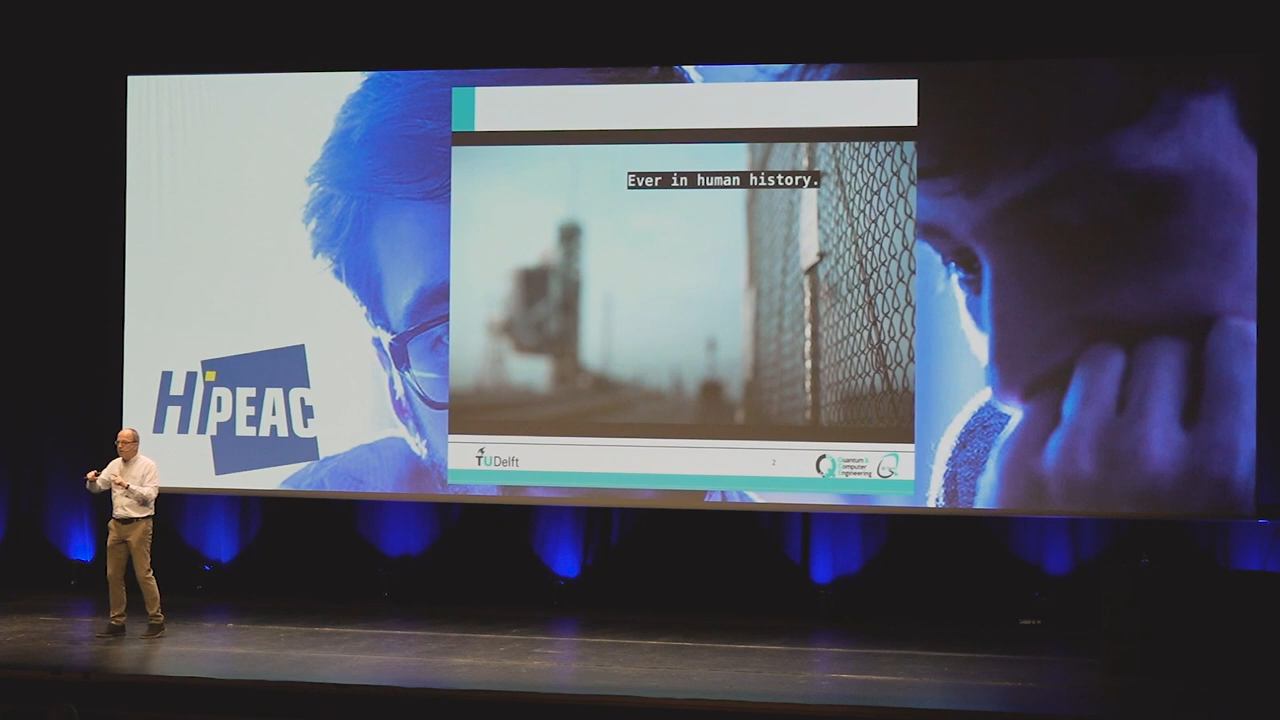 Ever in human history.
HiPEAC
TUDelft
2
Quantum &
Computer
Engineering